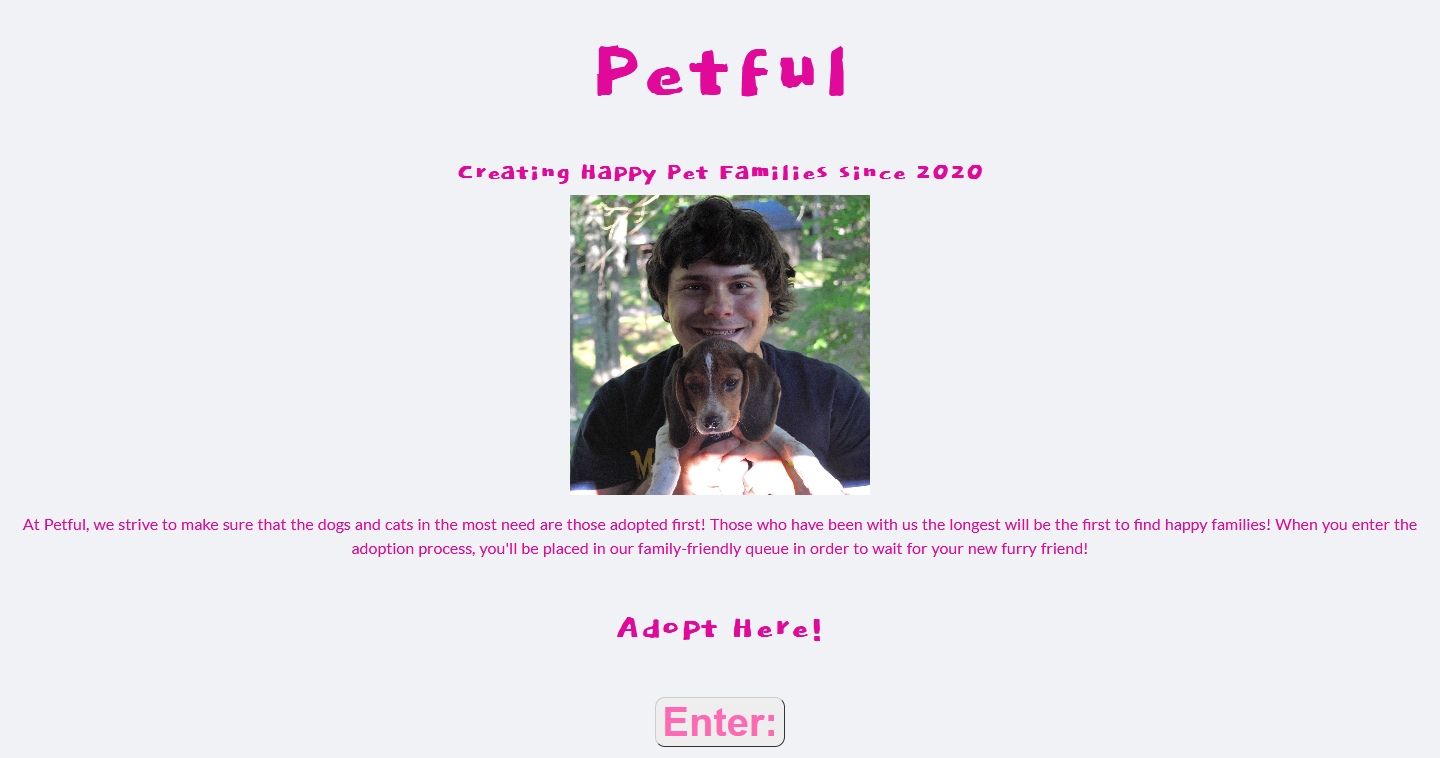 Petful
Creating Happy Pet Families since 2020
At Petful, we strive to make sure that the dogs and cats in the most need are those adopted first! Those who have been with us the longest will be the first to find happy families! When you enter the
adoption process, you'll be placed in our family-friendly queue in order to wait for your new furry friend!
Adopt Here!
Enter: